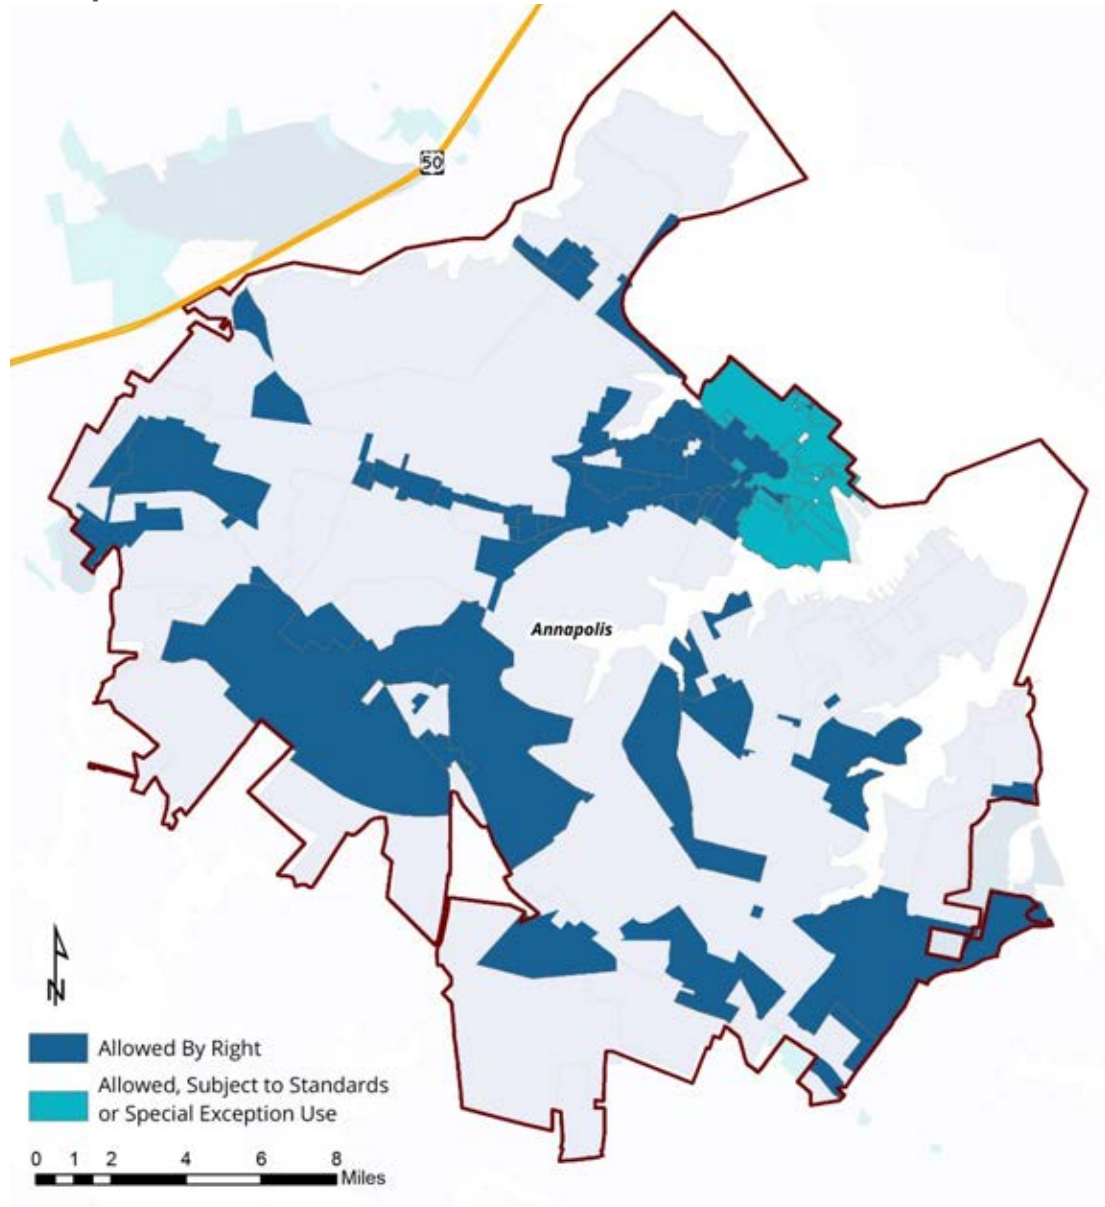 50
Annapolis
N
Allowed By Right
Allowed, Subject to Standards
or Special Exception Use
0 1 2 4 6 8
Miles